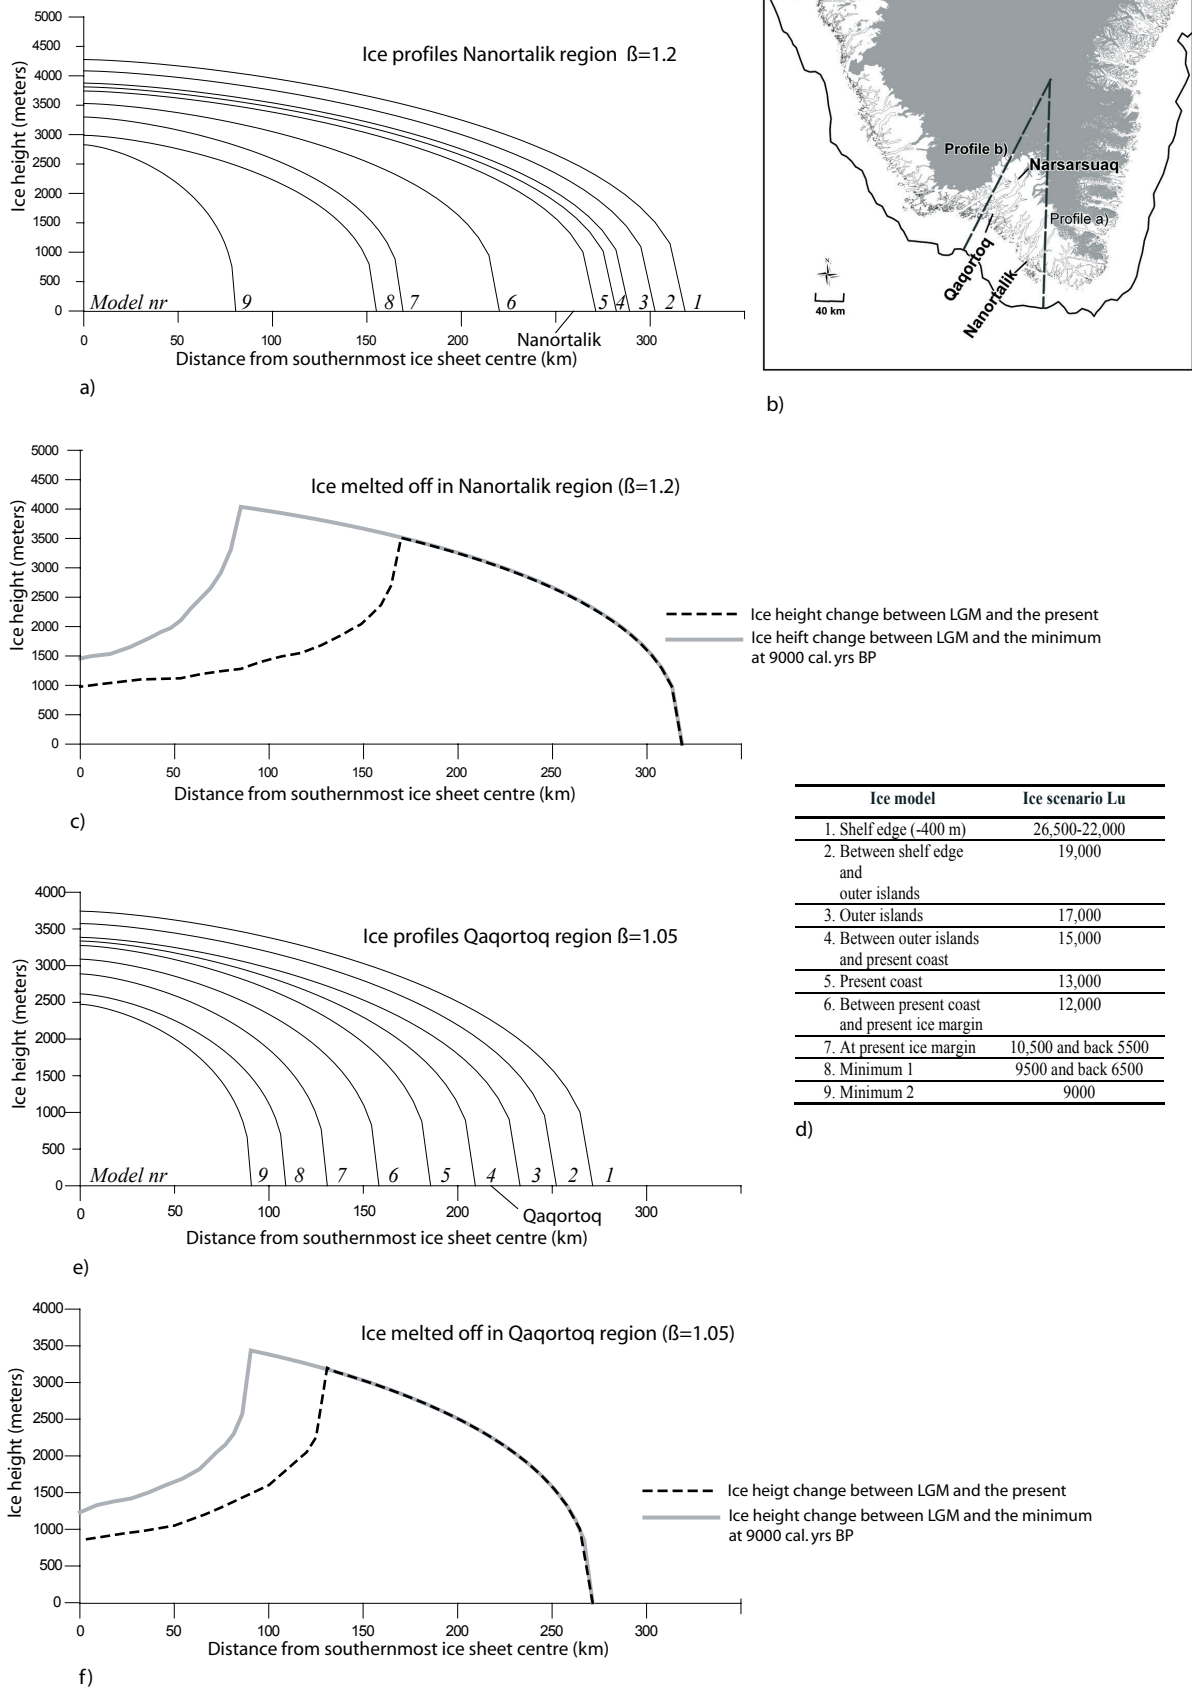 5000
4500
4000
3500
3000
2500
2000
1500
1000
500
0
Ice height (meters)
Ice profiles Nanortalik region ß=1.2
Model nr 9 8 7 6 5 4 3 2 1
50 100 150 200 300
0
Nanortalik
Distance from southernmost ice sheet centre (km)
a)
Profile b)
Narsarsuaq
Profile a)
Qaqortoq
Nanortalik
N
40 km
b)
5000
4500
4000
3500
3000
2500
2000
1500
1000
500
0
Ice height (meters)
Ice melted off in Nanortalik region (ß=1.2)
Ice height change between LGM and the present
Ice heift change between LGM and the minimum
at 9000 cal. yrs BP
0 50 100 150 200 250 300
Distance from southernmost ice sheet centre (km)
c)
Ice model Ice scenario Lu
1. Shelf edge (-400 m) 26,500-22,000
2. Between shelf edge 19,000
and
outer islands
3. Outer islands 17,000
4. Between outer islands 15,000
and present coast
5. Present coast 13,000
6. Between present coast 12,000
and present ice margin
7. At present ice margin 10,500 and back 5500
8. Minimum 1 9500 and back 6500
9. Minimum 2 9000
d)
4000
3500
3000
2500
2000
1500
1000
500
0
Ice height (meters)
Ice profiles Qaqortoq region ß=1.05
Model nr 9 8 7 6 5 4 3 2 1
0 50 100 150 200 300
Qaqortoq
Distance from southernmost ice sheet centre (km)
e)
4000
3500
3000
2500
2000
1500
1000
500
0
Ice height (meters)
Ice melted off in Qaqortoq region (ß=1.05)
Ice heigt change between LGM and the present
Ice height change between LGM and the minimum
at 9000 cal. yrs BP
0 50 100 150 200 250 300
Distance from southernmost ice sheet centre (km)
f)